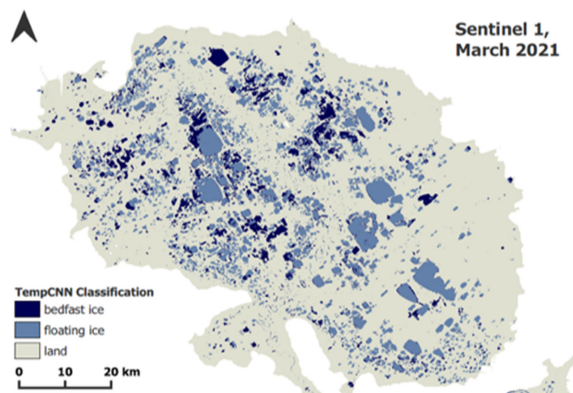 Sentinel 1,
March 2021
TempCNN Classification
bedfast ice
floating ice
land
0 10 20 km